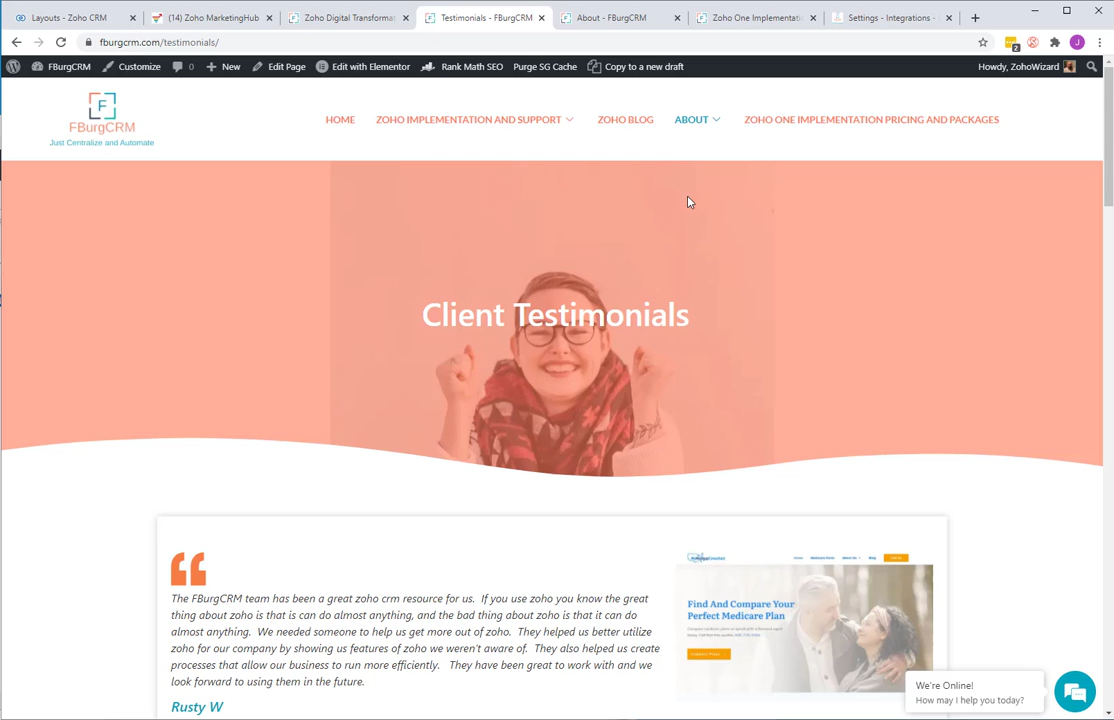 Layouts - Zoho CRM
(14) Zoho MarketingHub
Zoho Digital Transforma
Testimonials - FBurgCRM
About - FBurgCRM
Zoho One Implementatio
Settings - Integrations -
fburgcrm.com/testimonials/
2
J
FBurgCRM
Customize
0
New
Edit Page
Edit with Elementor
Rank Math SEO
Purge SG Cache
Copy to a new draft
Howdy, ZohoWizard
F
FBurgCRM
Just Centralize and Automate
HOME
ZOHO IMPLEMENTATION AND SUPPORT
ZOHO BLOG
ABOUT
ZOHO ONE IMPLEMENTATION PRICING AND PACKAGES
Client Testimonials
The FBurgCRM team has been a great zoho crm resource for us. If you use zoho you know the great
thing about zoho is that is can do almost anything, and the bad thing about zoho is that it can do
almost anything. We needed someone to help us get more out of zoho. They helped us better utilize
zoho for our company by showing us features of zoho we weren't aware of. They also helped us create
processes that allow our business to run more efficiently. They have been great to work with and we
look forward to using them in the future.
Rusty W
Home
About Us
Blog
Find And Compare Your
Perfect Medicare Plan
We're Online!
How may I help you today?